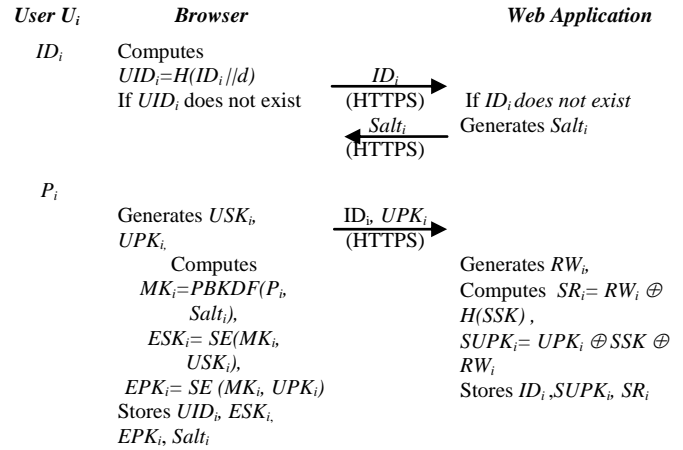 User Uᵢ Browser Web Application
IDᵢ Computes
UIDᵢ=H(IDᵢ||d) IDᵢ
If UIDᵢ does not exist (HTTPS) If IDᵢ does not exist
Saltᵢ Generates Saltᵢ
(HTTPS)
Pᵢ
Generates USKᵢ, IDᵢ, UPKᵢ
UPKᵢ, (HTTPS)
Computes Generates RWᵢ,
MKᵢ=PBKDF(Pᵢ, Computes SRᵢ= RWᵢ ⊕
Saltᵢ), H(SSK) ,
ESKᵢ= SE(MKᵢ, SUPKᵢ= UPKᵢ ⊕ SSK ⊕
USKᵢ), RWᵢ
EPKᵢ= SE (MKᵢ, UPKᵢ) Stores IDᵢ ,SUPKᵢ, SRᵢ
Stores UIDᵢ, ESKᵢ,
EPKᵢ, Saltᵢ